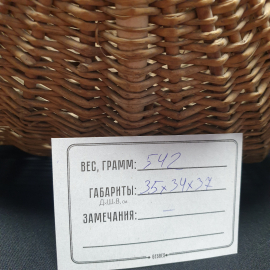 ВЕС, ГРАММ: 542
ГАБАРИТЫ: 35х34х37
Д-Ш-В, см
ЗАМЕЧАНИЯ: —